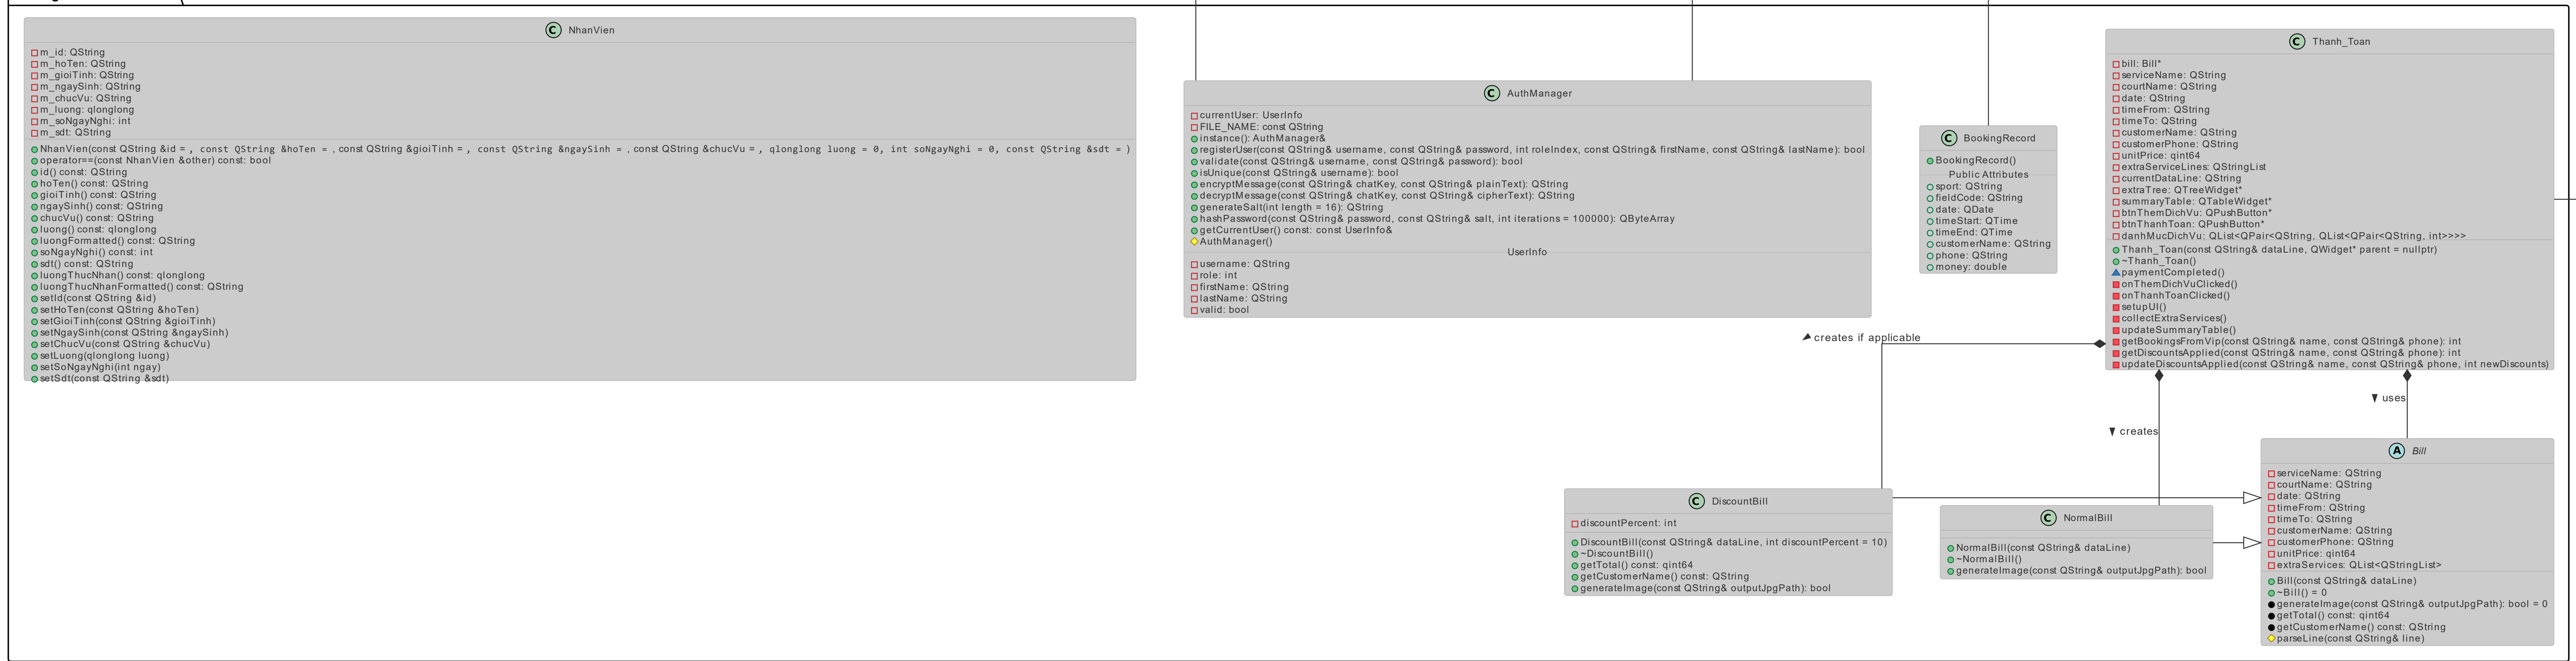 NhanVien
m_id: QString
m_hoTen: QString
m_gioiTinh: QString
m_ngaySinh: QString
m_chucVu: QString
m_luong: qlonglong
m_soNgayNghi: int
m_sdt: QString
NhanVien(const QString &id = , const QString &hoTen = , const QString &gioiTinh = , const QString &ngaySinh = , const QString &chucVu = , qlonglong luong = 0, int soNgayNghi = 0, const QString &sdt = )
operator==(const NhanVien &other) const: bool
id() const: QString
hoTen() const: QString
gioiTinh() const: QString
ngaySinh() const: QString
chucVu() const: QString
luong() const: qlonglong
luongFormatted() const: QString
soNgayNghi() const: int
sdt() const: QString
luongThucNhan() const: qlonglong
luongThucNhanFormatted() const: QString
setId(const QString &id)
setHoTen(const QString &hoTen)
setGioiTinh(const QString &gioiTinh)
setNgaySinh(const QString &ngaySinh)
setChucVu(const QString &chucVu)
setLuong(qlonglong luong)
setSoNgayNghi(int ngay)
setSdt(const QString &sdt)
AuthManager
currentUser: UserInfo
FILE_NAME: const QString
instance(): AuthManager&
registerUser(const QString& username, const QString& password, int roleIndex, const QString& firstName, const QString& lastName): bool
validate(const QString& username, const QString& password): bool
isUnique(const QString& username): bool
encryptMessage(const QString& chatKey, const QString& plainText): QString
decryptMessage(const QString& chatKey, const QString& cipherText): QString
generateSalt(int length = 16): QString
hashPassword(const QString& password, const QString& salt, int iterations = 100000): QByteArray
getCurrentUser() const: const UserInfo&
AuthManager()
UserInfo
username: QString
role: int
firstName: QString
lastName: QString
valid: bool
BookingRecord
BookingRecord()
Public Attributes
sport: QString
fieldCode: QString
date: QDate
timeStart: QTime
timeEnd: QTime
customerName: QString
phone: QString
money: double
Thanh_Toan
bill: Bill*
serviceName: QString
courtName: QString
date: QString
timeFrom: QString
timeTo: QString
customerName: QString
customerPhone: QString
unitPrice: qint64
extraServiceLines: QStringList
currentDataLine: QString
extraTree: QTreeWidget*
summaryTable: QTableWidget*
btnThemDichVu: QPushButton*
btnThanhToan: QPushButton*
danhMucDichVu: QList<QPair<QString, QList<QPair<QString, int>>>>
Thanh_Toan(const QString& dataLine, QWidget* parent = nullptr)
~Thanh_Toan()
paymentCompleted()
onThemDichVuClicked()
onThanhToanClicked()
setupUI()
collectExtraServices()
updateSummaryTable()
getBookingsFromVip(const QString& name, const QString& phone): int
getDiscountsApplied(const QString& name, const QString& phone): int
updateDiscountsApplied(const QString& name, const QString& phone, int newDiscounts)
creates if applicable
uses
creates
DiscountBill
discountPercent: int
DiscountBill(const QString& dataLine, int discountPercent = 10)
~DiscountBill()
getTotal() const: qint64
getCustomerName() const: QString
generateImage(const QString& outputJpgPath): bool
NormalBill
NormalBill(const QString& dataLine)
~NormalBill()
generateImage(const QString& outputJpgPath): bool
Bill
serviceName: QString
courtName: QString
date: QString
timeFrom: QString
timeTo: QString
customerName: QString
customerPhone: QString
unitPrice: qint64
extraServices: QList<QStringList>
Bill(const QString& dataLine)
~Bill() = 0
generateImage(const QString& outputJpgPath): bool = 0
getTotal() const: qint64
getCustomerName() const: QString
parseLine(const QString& line)